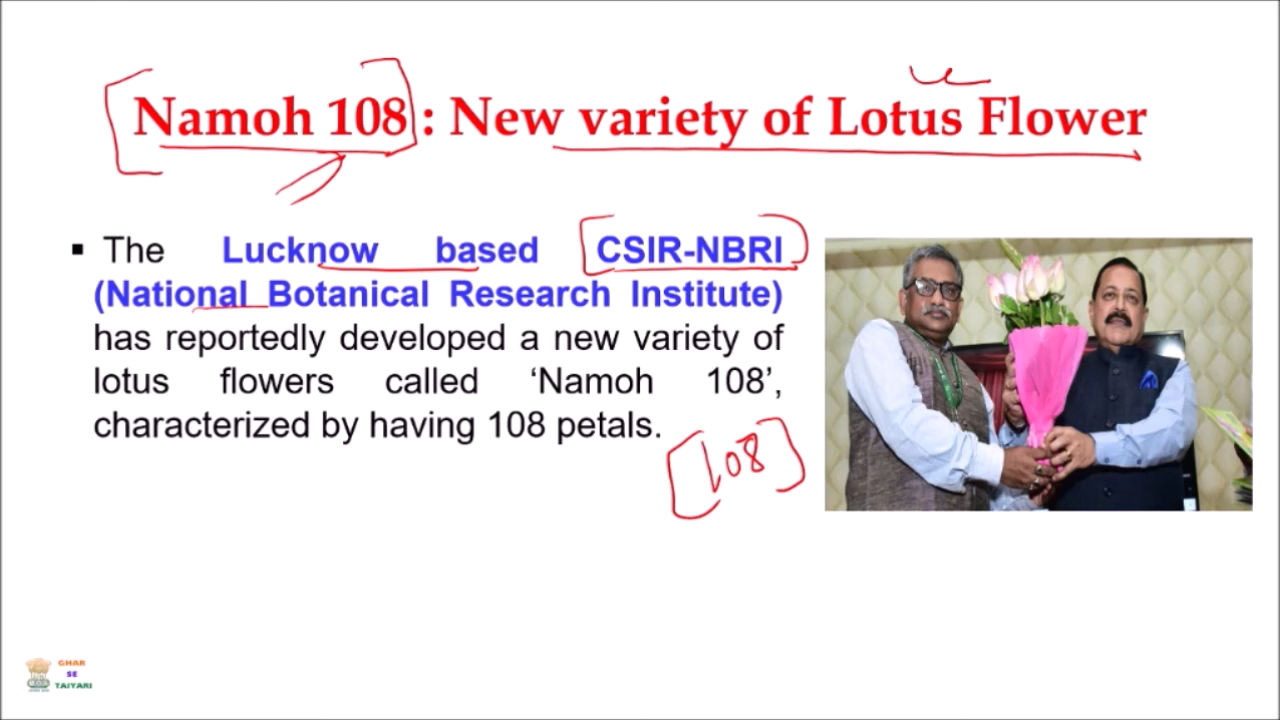 Namoh 108 : New variety of Lotus Flower
▪ The Lucknow based CSIR-NBRI
(National Botanical Research Institute)
has reportedly developed a new variety of
lotus flowers called ‘Namoh 108’,
characterized by having 108 petals.
[108]
GHAR
SE
TAIYARI